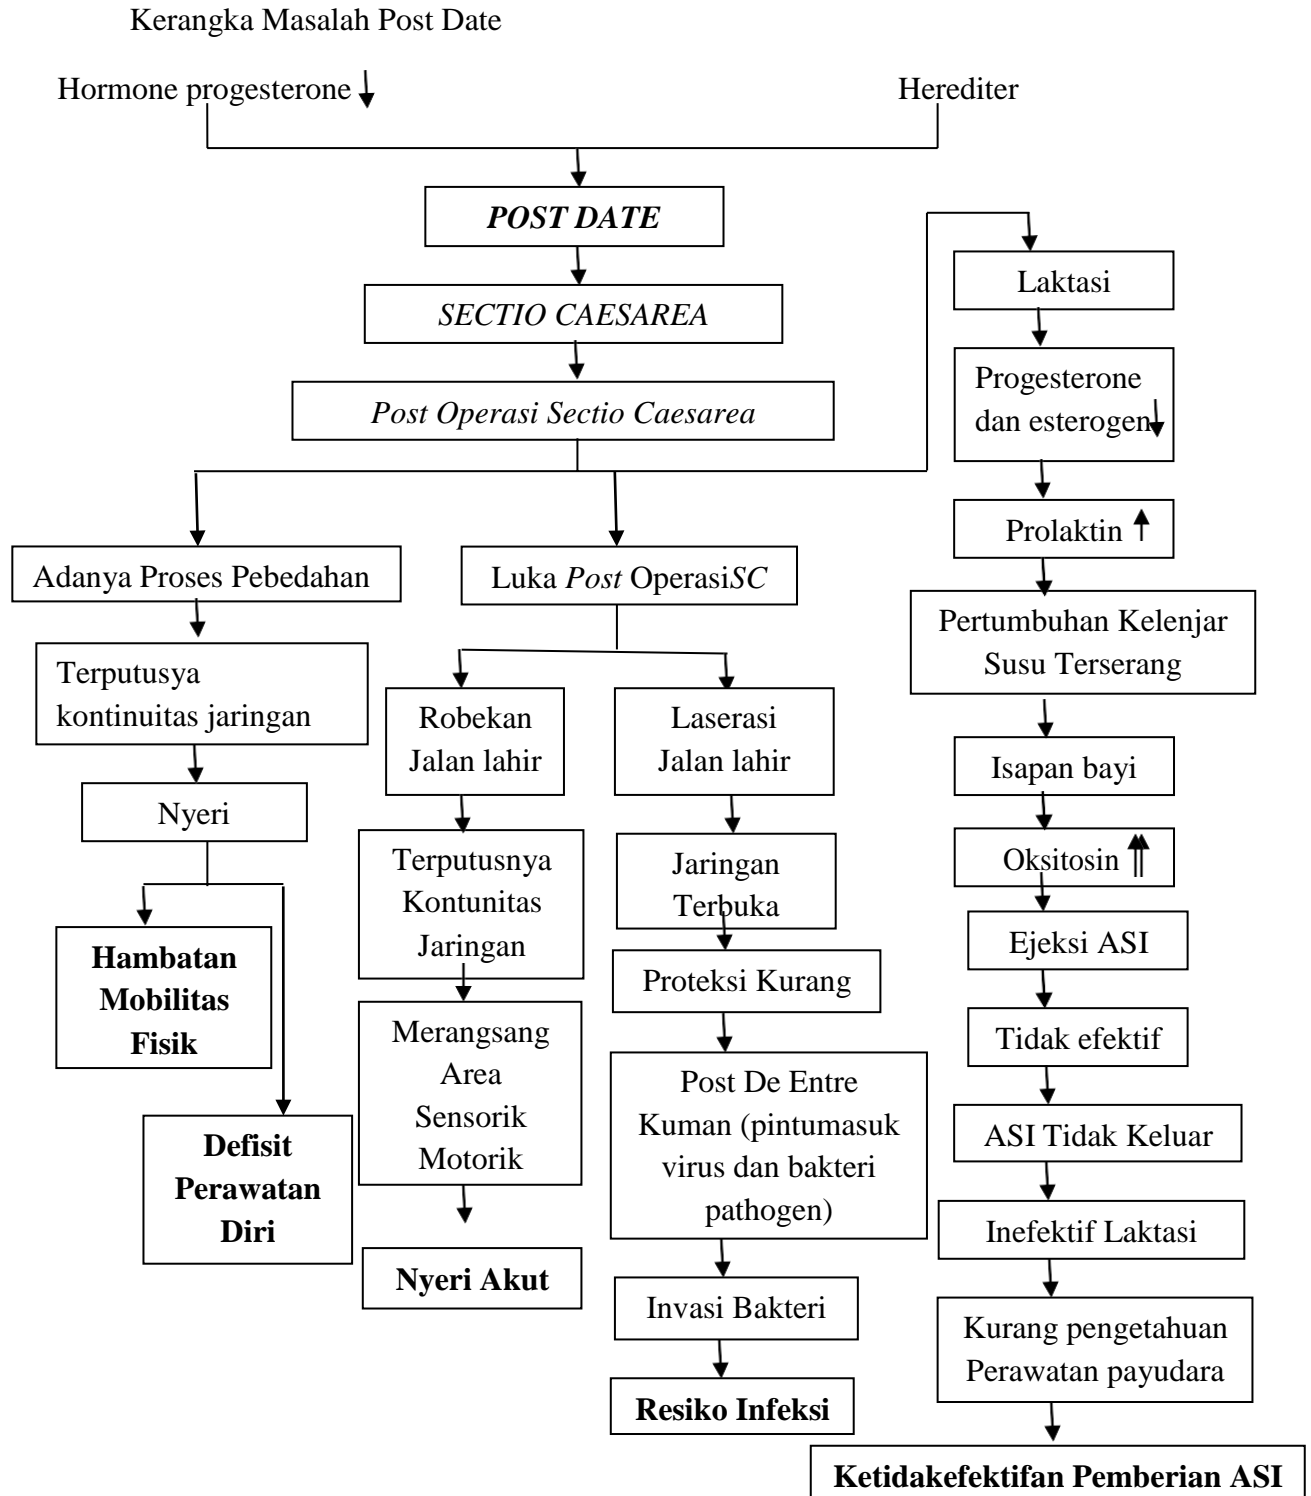 Kerangka Masalah Post Date
Hormone progesterone
Herediter
POST DATE
SECTIO CAESAREA
Post Operasi Sectio Caesarea
Adanya Proses Pebedahan
Terputusya
kontinuitas jaringan
Nyeri
Hambatan
Mobilitas
Fisik
Defisit
Perawatan
Diri
Luka Post OperasiSC
Robekan
Jalan lahir
Terputusnya
Kontunitas
Jaringan
Merangsang
Area
Sensorik
Motorik
Nyeri Akut
Laserasi
Jalan lahir
Jaringan
Terbuka
Proteksi Kurang
Post De Entre
Kuman (pintumasuk
virus dan bakteri
pathogen)
Invasi Bakteri
Resiko Infeksi
Laktasi
Progesterone
dan esterogen
Prolaktin
Pertumbuhan Kelenjar
Susu Terserang
Isapan bayi
Oksitosin
Ejeksi ASI
Tidak efektif
ASI Tidak Keluar
Inefektif Laktasi
Kurang pengetahuan
Perawatan payudara
Ketidakefektifan Pemberian ASI